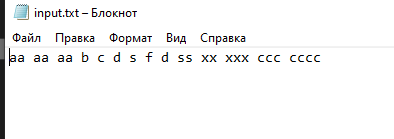 input.txt – Блокнот
Файл Правка Формат Вид Справка
aa aa aa b c d s f d ss xx xxx ccc cccc